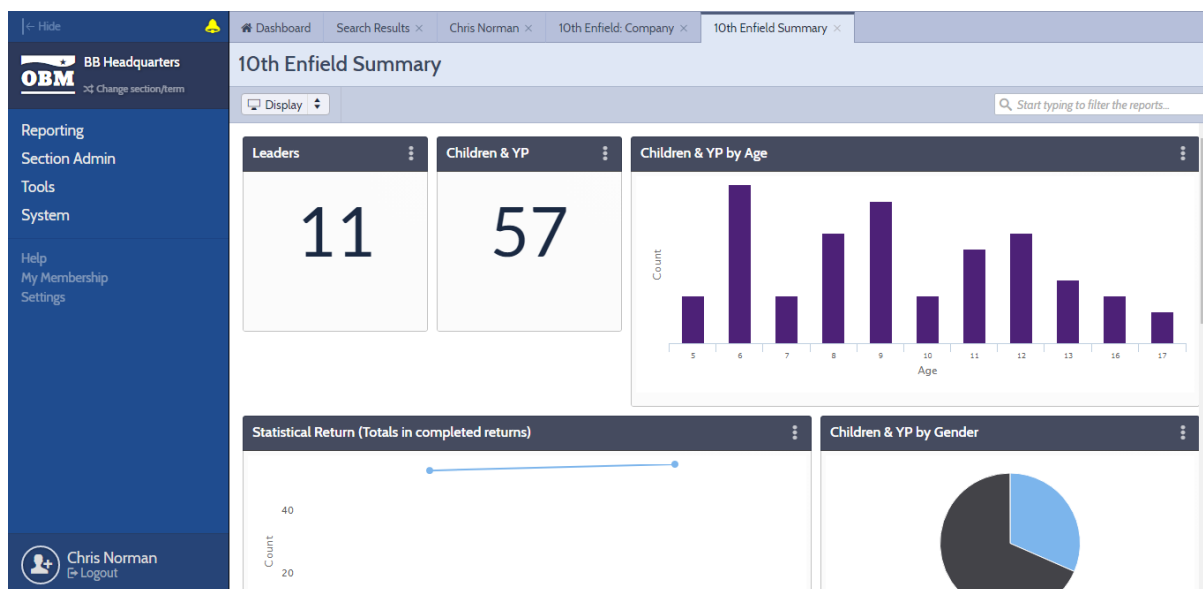 Hide
Dashboard
Search Results
Chris Norman
10th Enfield: Company
10th Enfield Summary
OBM
BB Headquarters
Change section/term
10th Enfield Summary
Display
Start typing to filter the reports...
Reporting
Section Admin
Tools
System
Help
My Membership
Settings
Chris Norman
Logout
Leaders
11
Children & YP
57
Children & YP by Age
Count
5 6 7 8 9 10 11 12 13 16 17
Age
Statistical Return (Totals in completed returns)
40
Count
20
Children & YP by Gender